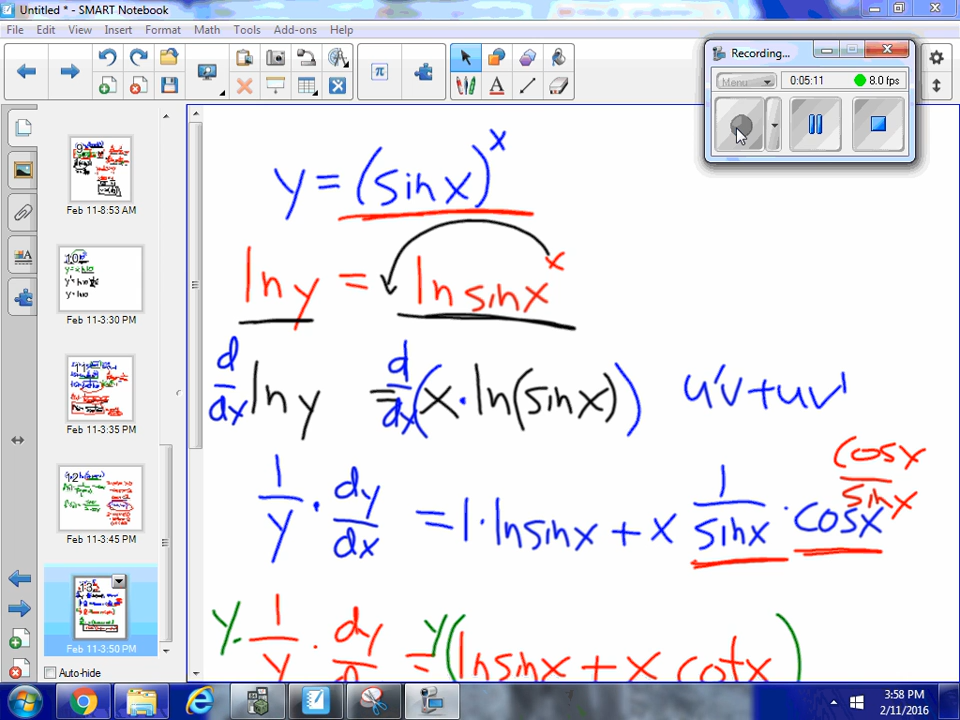 Untitled * - SMART Notebook
File Edit View Insert Format Math Tools Add-ons Help
Recording...
Menu
0:05:11
8.0 fps
Feb 11-8:53 AM
Feb 11-3:30 PM
Feb 11-3:35 PM
Feb 11-3:45 PM
Feb 11-3:50 PM
Auto-hide
y = (sin x)^x
ln y = ln sin x^x
d/dx ln y = d/dx (x · ln(sin x)) u'v + uv'
cos x / sin x
1/y · dy/dx = 1 · ln sin x + x 1/sin x · cos x
y · 1/y · dy/dx = y(ln sin x + x cot x)
3:58 PM
2/11/2016